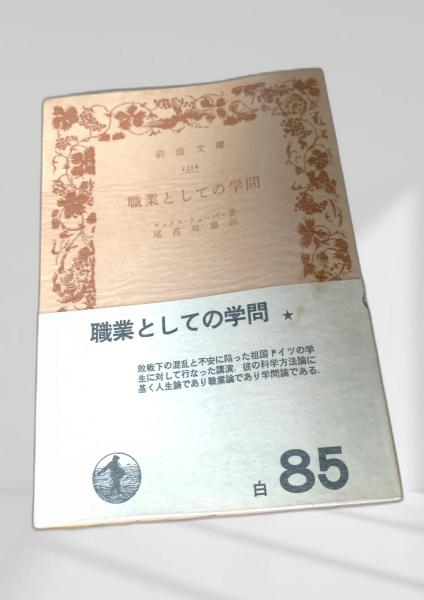 岩波文庫
職業としての学問
マックス・ウェーバー著
尾高邦雄訳
職業としての学問 ★
敗戦下の混乱と不安に陥った祖国ドイツの学
生に対して行なった講演. 彼の科学方法論に
基く人生論であり職業論であり学問論である.
白 85